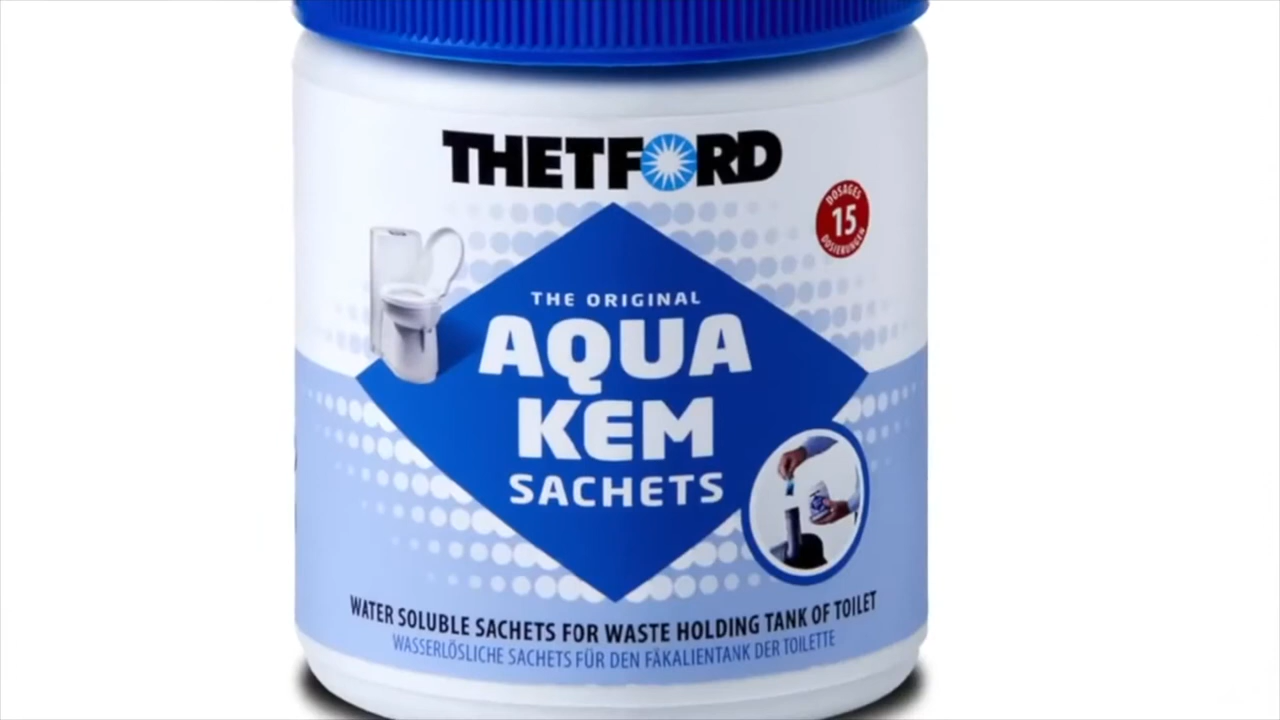 THETFORD
DOSAGES
15
DOSIERUNGEN
THE ORIGINAL
AQUA
KEM
SACHETS
WATER SOLUBLE SACHETS FOR WASTE HOLDING TANK OF TOILET
WASSERLÖSLICHE SACHETS FÜR DEN FÄKALIENTANK DER TOILETTE